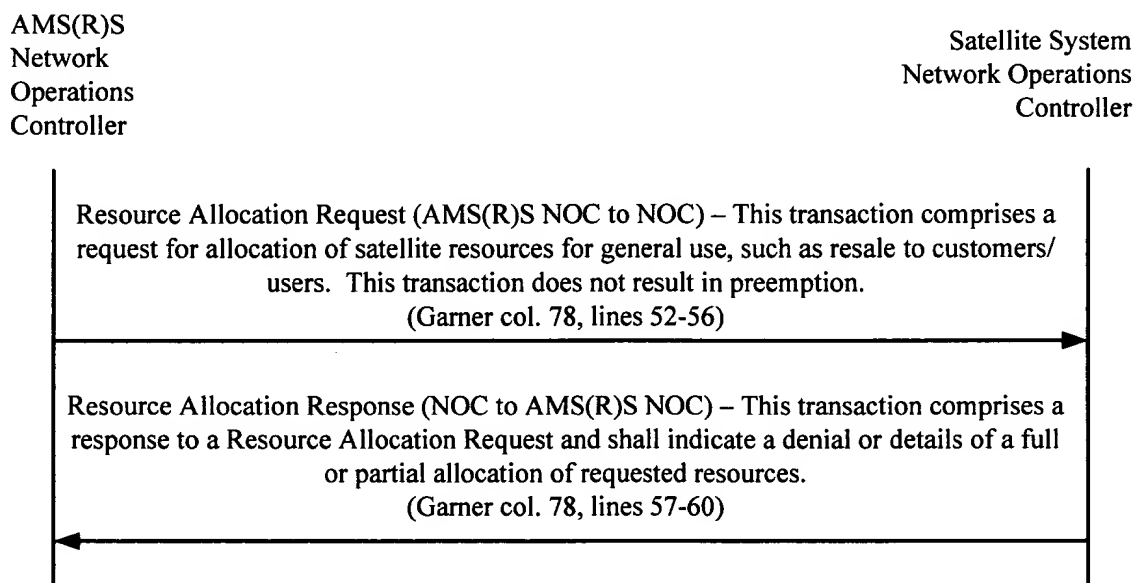 AMS(R)S
Network
Operations
Controller
Satellite System
Network Operations
Controller
Resource Allocation Request (AMS(R)S NOC to NOC) – This transaction comprises a
request for allocation of satellite resources for general use, such as resale to customers/
users. This transaction does not result in preemption.
(Garner col. 78, lines 52-56)
Resource Allocation Response (NOC to AMS(R)S NOC) – This transaction comprises a
response to a Resource Allocation Request and shall indicate a denial or details of a full
or partial allocation of requested resources.
(Garner col. 78, lines 57-60)